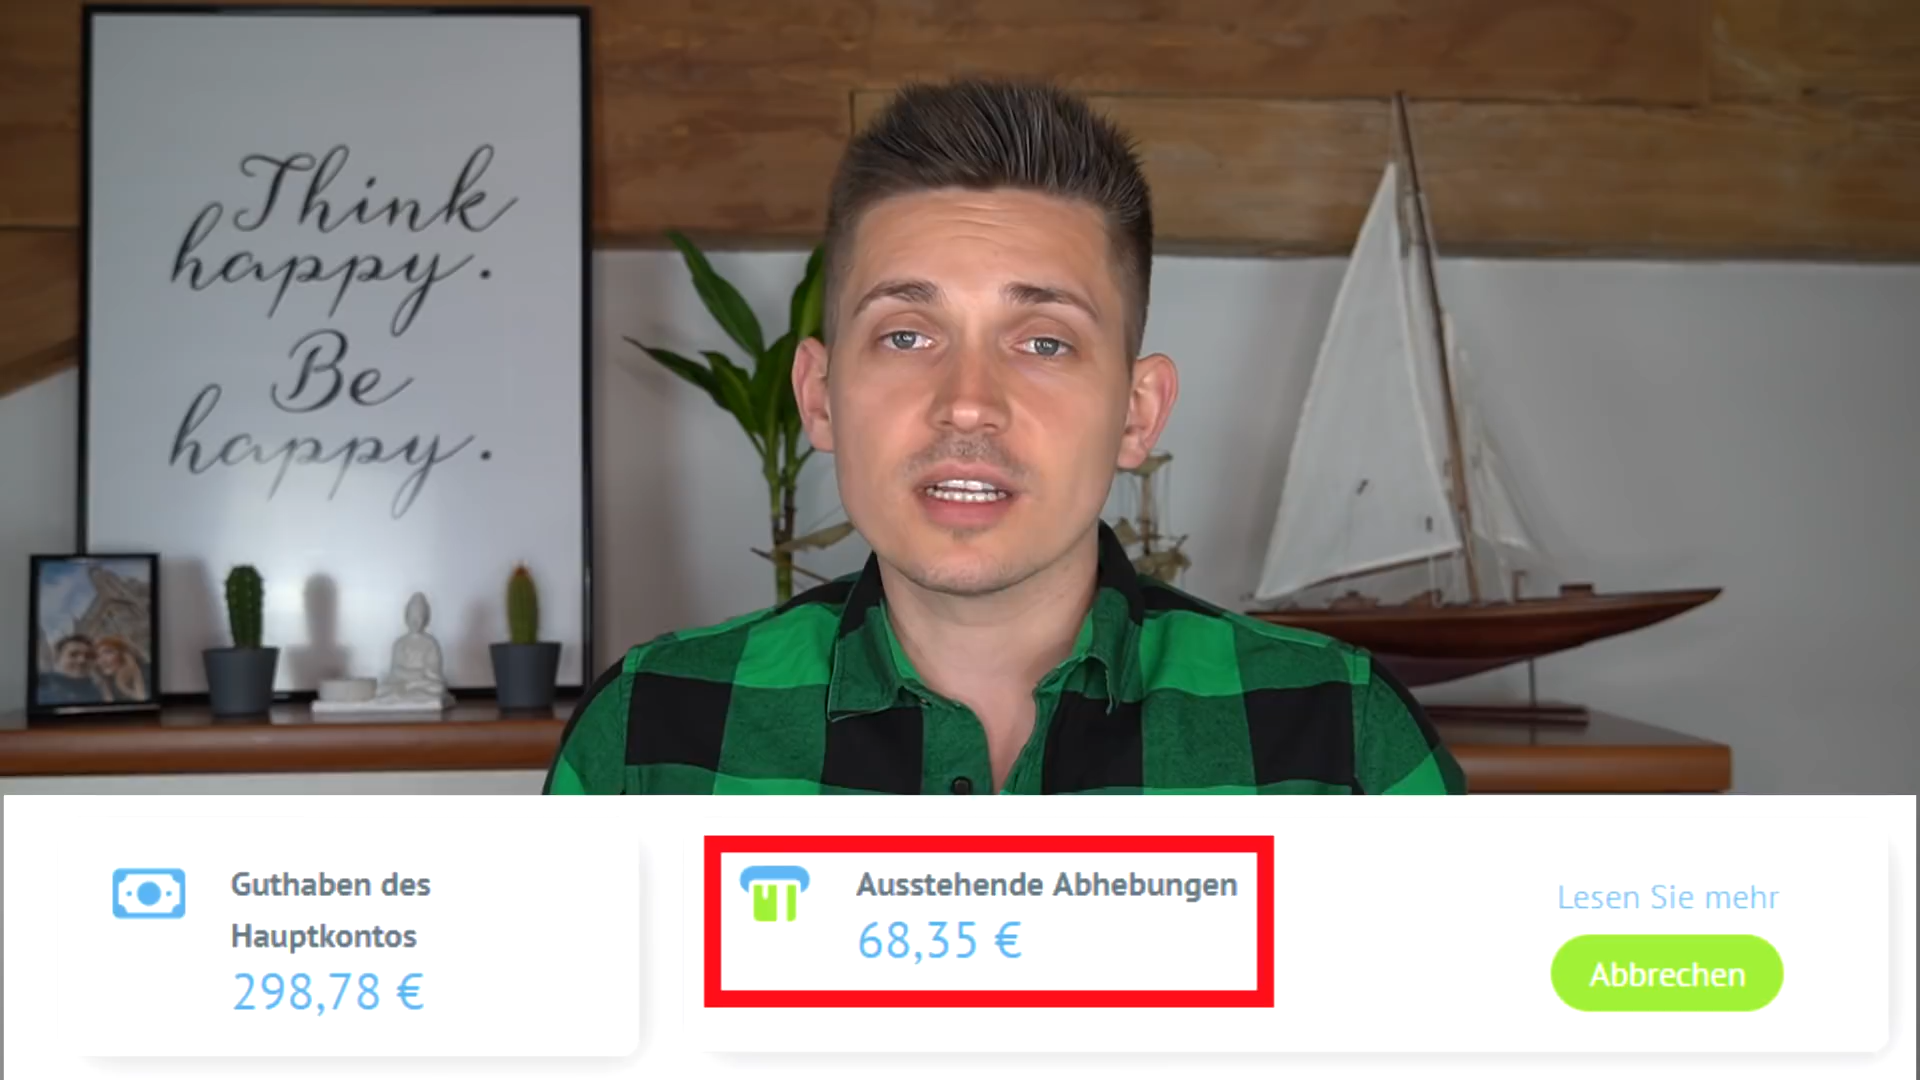 Think
happy.
Be
happy.
Guthaben des
Hauptkontos
298,78 €
Ausstehende Abhebungen
68,35 €
Lesen Sie mehr
Abbrechen